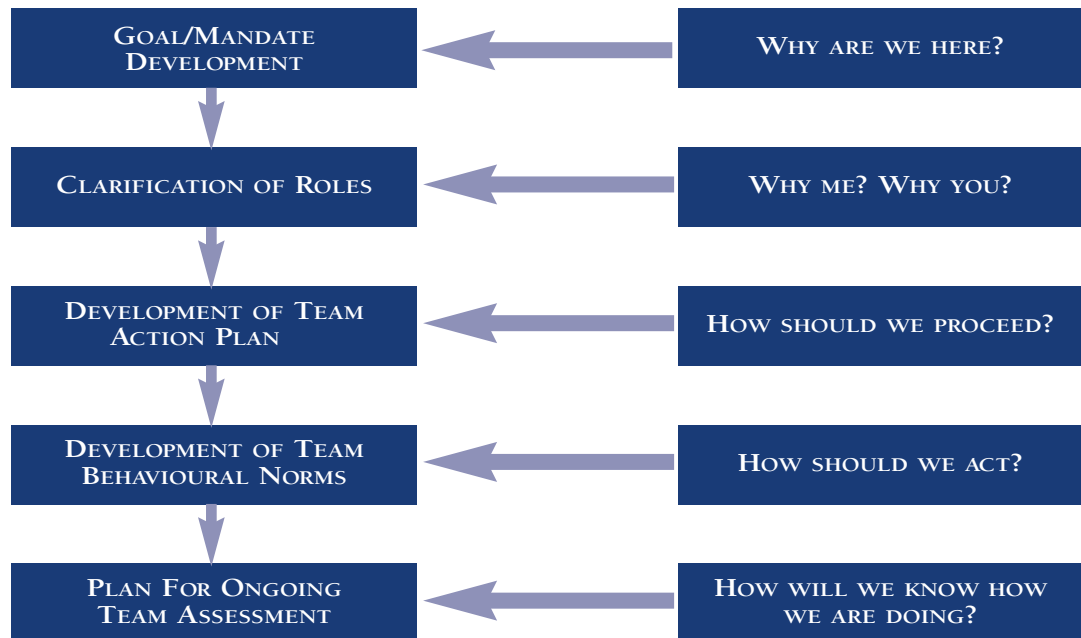 GOAL/MANDATE
DEVELOPMENT
WHY ARE WE HERE?
CLARIFICATION OF ROLES
WHY ME? WHY YOU?
DEVELOPMENT OF TEAM
ACTION PLAN
HOW SHOULD WE PROCEED?
DEVELOPMENT OF TEAM
BEHAVIOURAL NORMS
HOW SHOULD WE ACT?
PLAN FOR ONGOING
TEAM ASSESSMENT
HOW WILL WE KNOW HOW
WE ARE DOING?